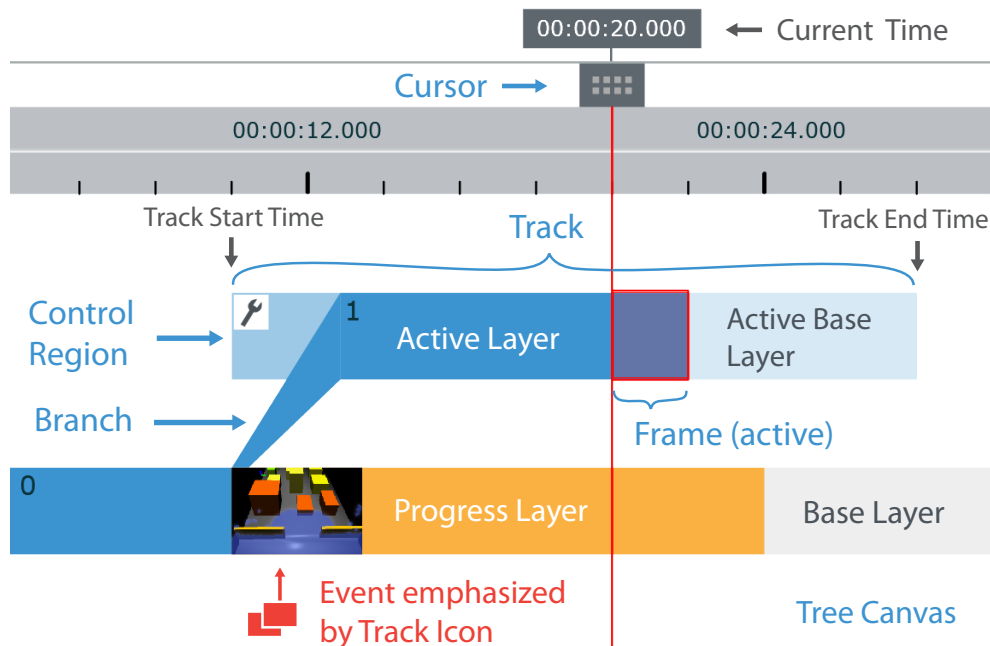 00:00:20.000
Current Time
Cursor
00:00:12.000
00:00:24.000
Track Start Time
Track
Track End Time
Control
Region
1
Active Layer
Active Base
Layer
Branch
Frame (active)
0
Progress Layer
Base Layer
Event emphasized
by Track Icon
Tree Canvas